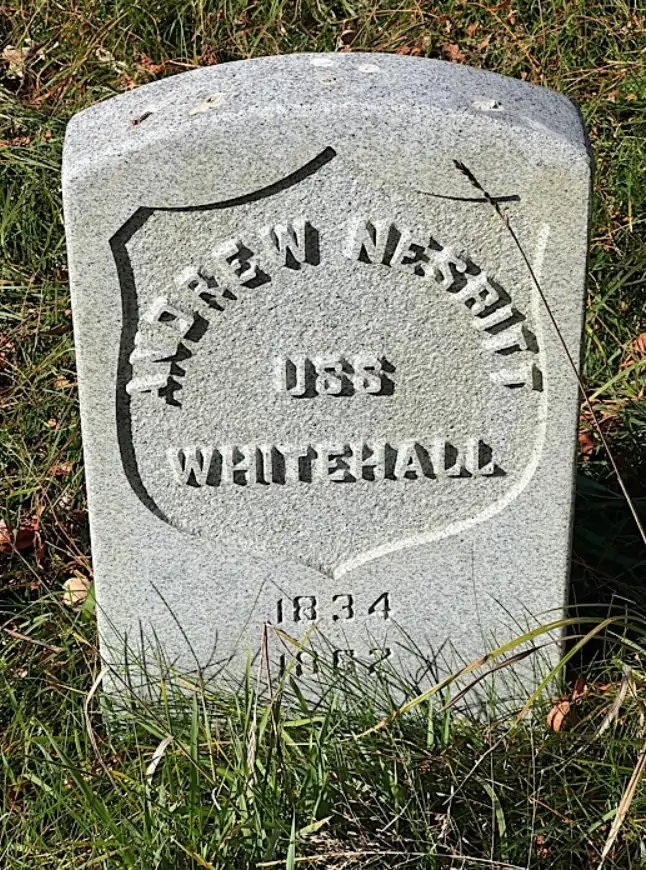 ANDREW NESBITT
USS
WHITEHALL
1834
1862